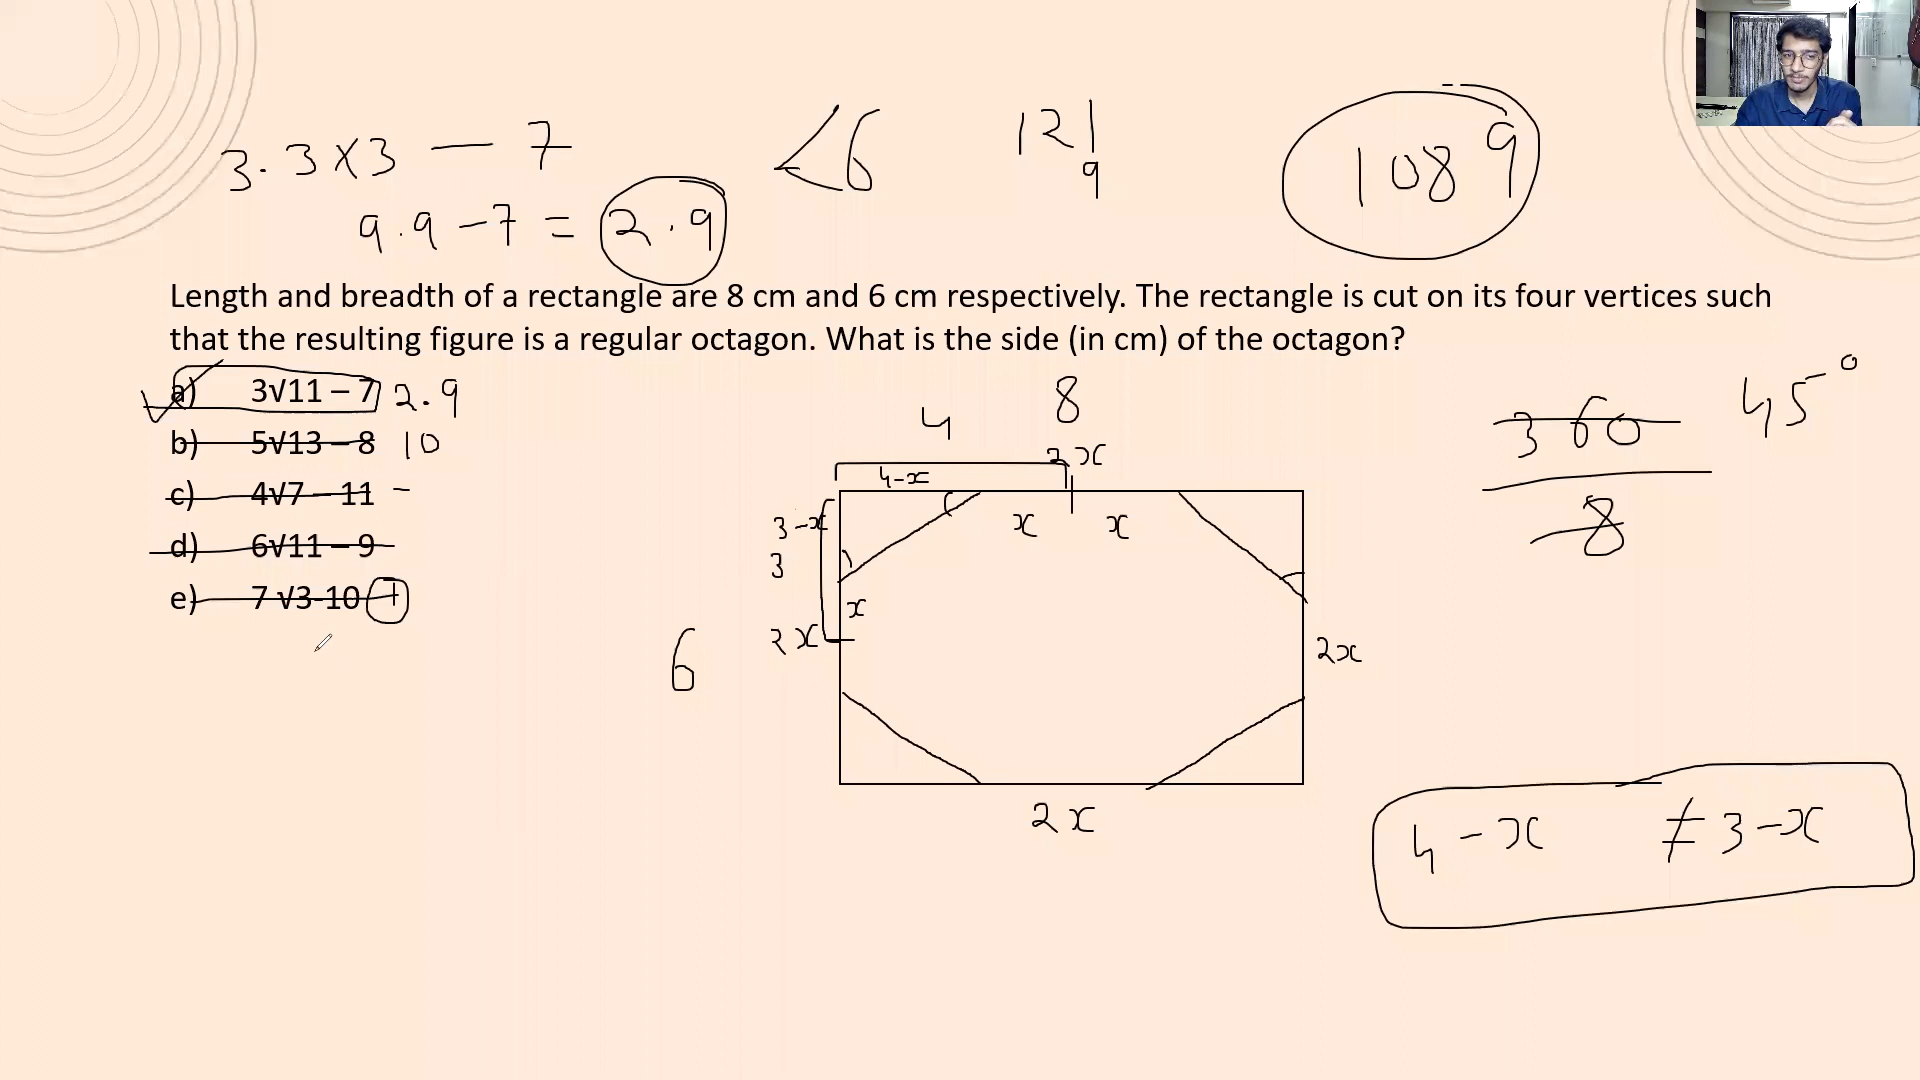 3.3x3 — 7
<6
121
9
1089
9.9 – 7 = 2.9
Length and breadth of a rectangle are 8 cm and 6 cm respectively. The rectangle is cut on its four vertices such
that the resulting figure is a regular octagon. What is the side (in cm) of the octagon?
a) 3√11 – 7 2.9
b) 5√13 – 8 10
c) 4√7 – 11 –
d) 6√11 – 9
e) 7 √3-10 +
4
8
2x
4-x
3-x
x
x
3
x
2x
6
2x
2x
360
8
45°
4 - x ≠ 3-x